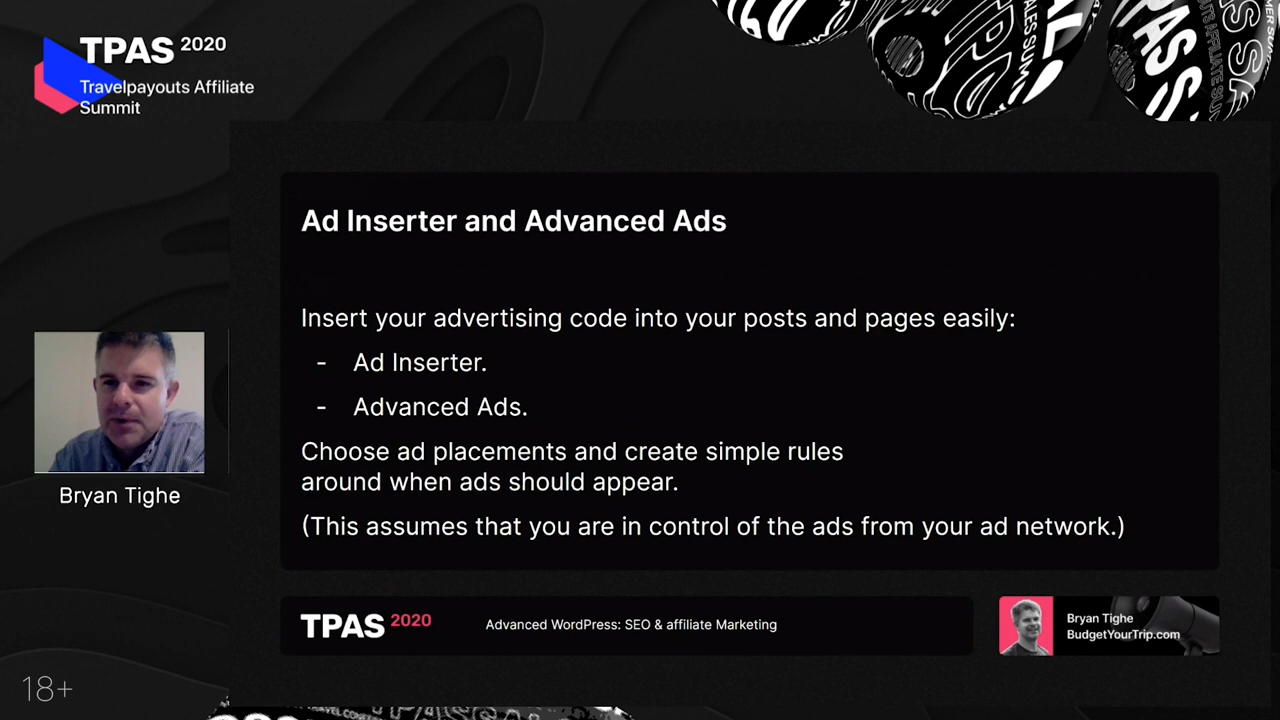 TPAS 2020
Travelpayouts Affiliate
Summit
Ad Inserter and Advanced Ads
Insert your advertising code into your posts and pages easily:
- Ad Inserter.
- Advanced Ads.
Choose ad placements and create simple rules
around when ads should appear.
(This assumes that you are in control of the ads from your ad network.)
Bryan Tighe
TPAS 2020
Advanced WordPress: SEO & affiliate Marketing
Bryan Tighe
BudgetYourTrip.com
18+